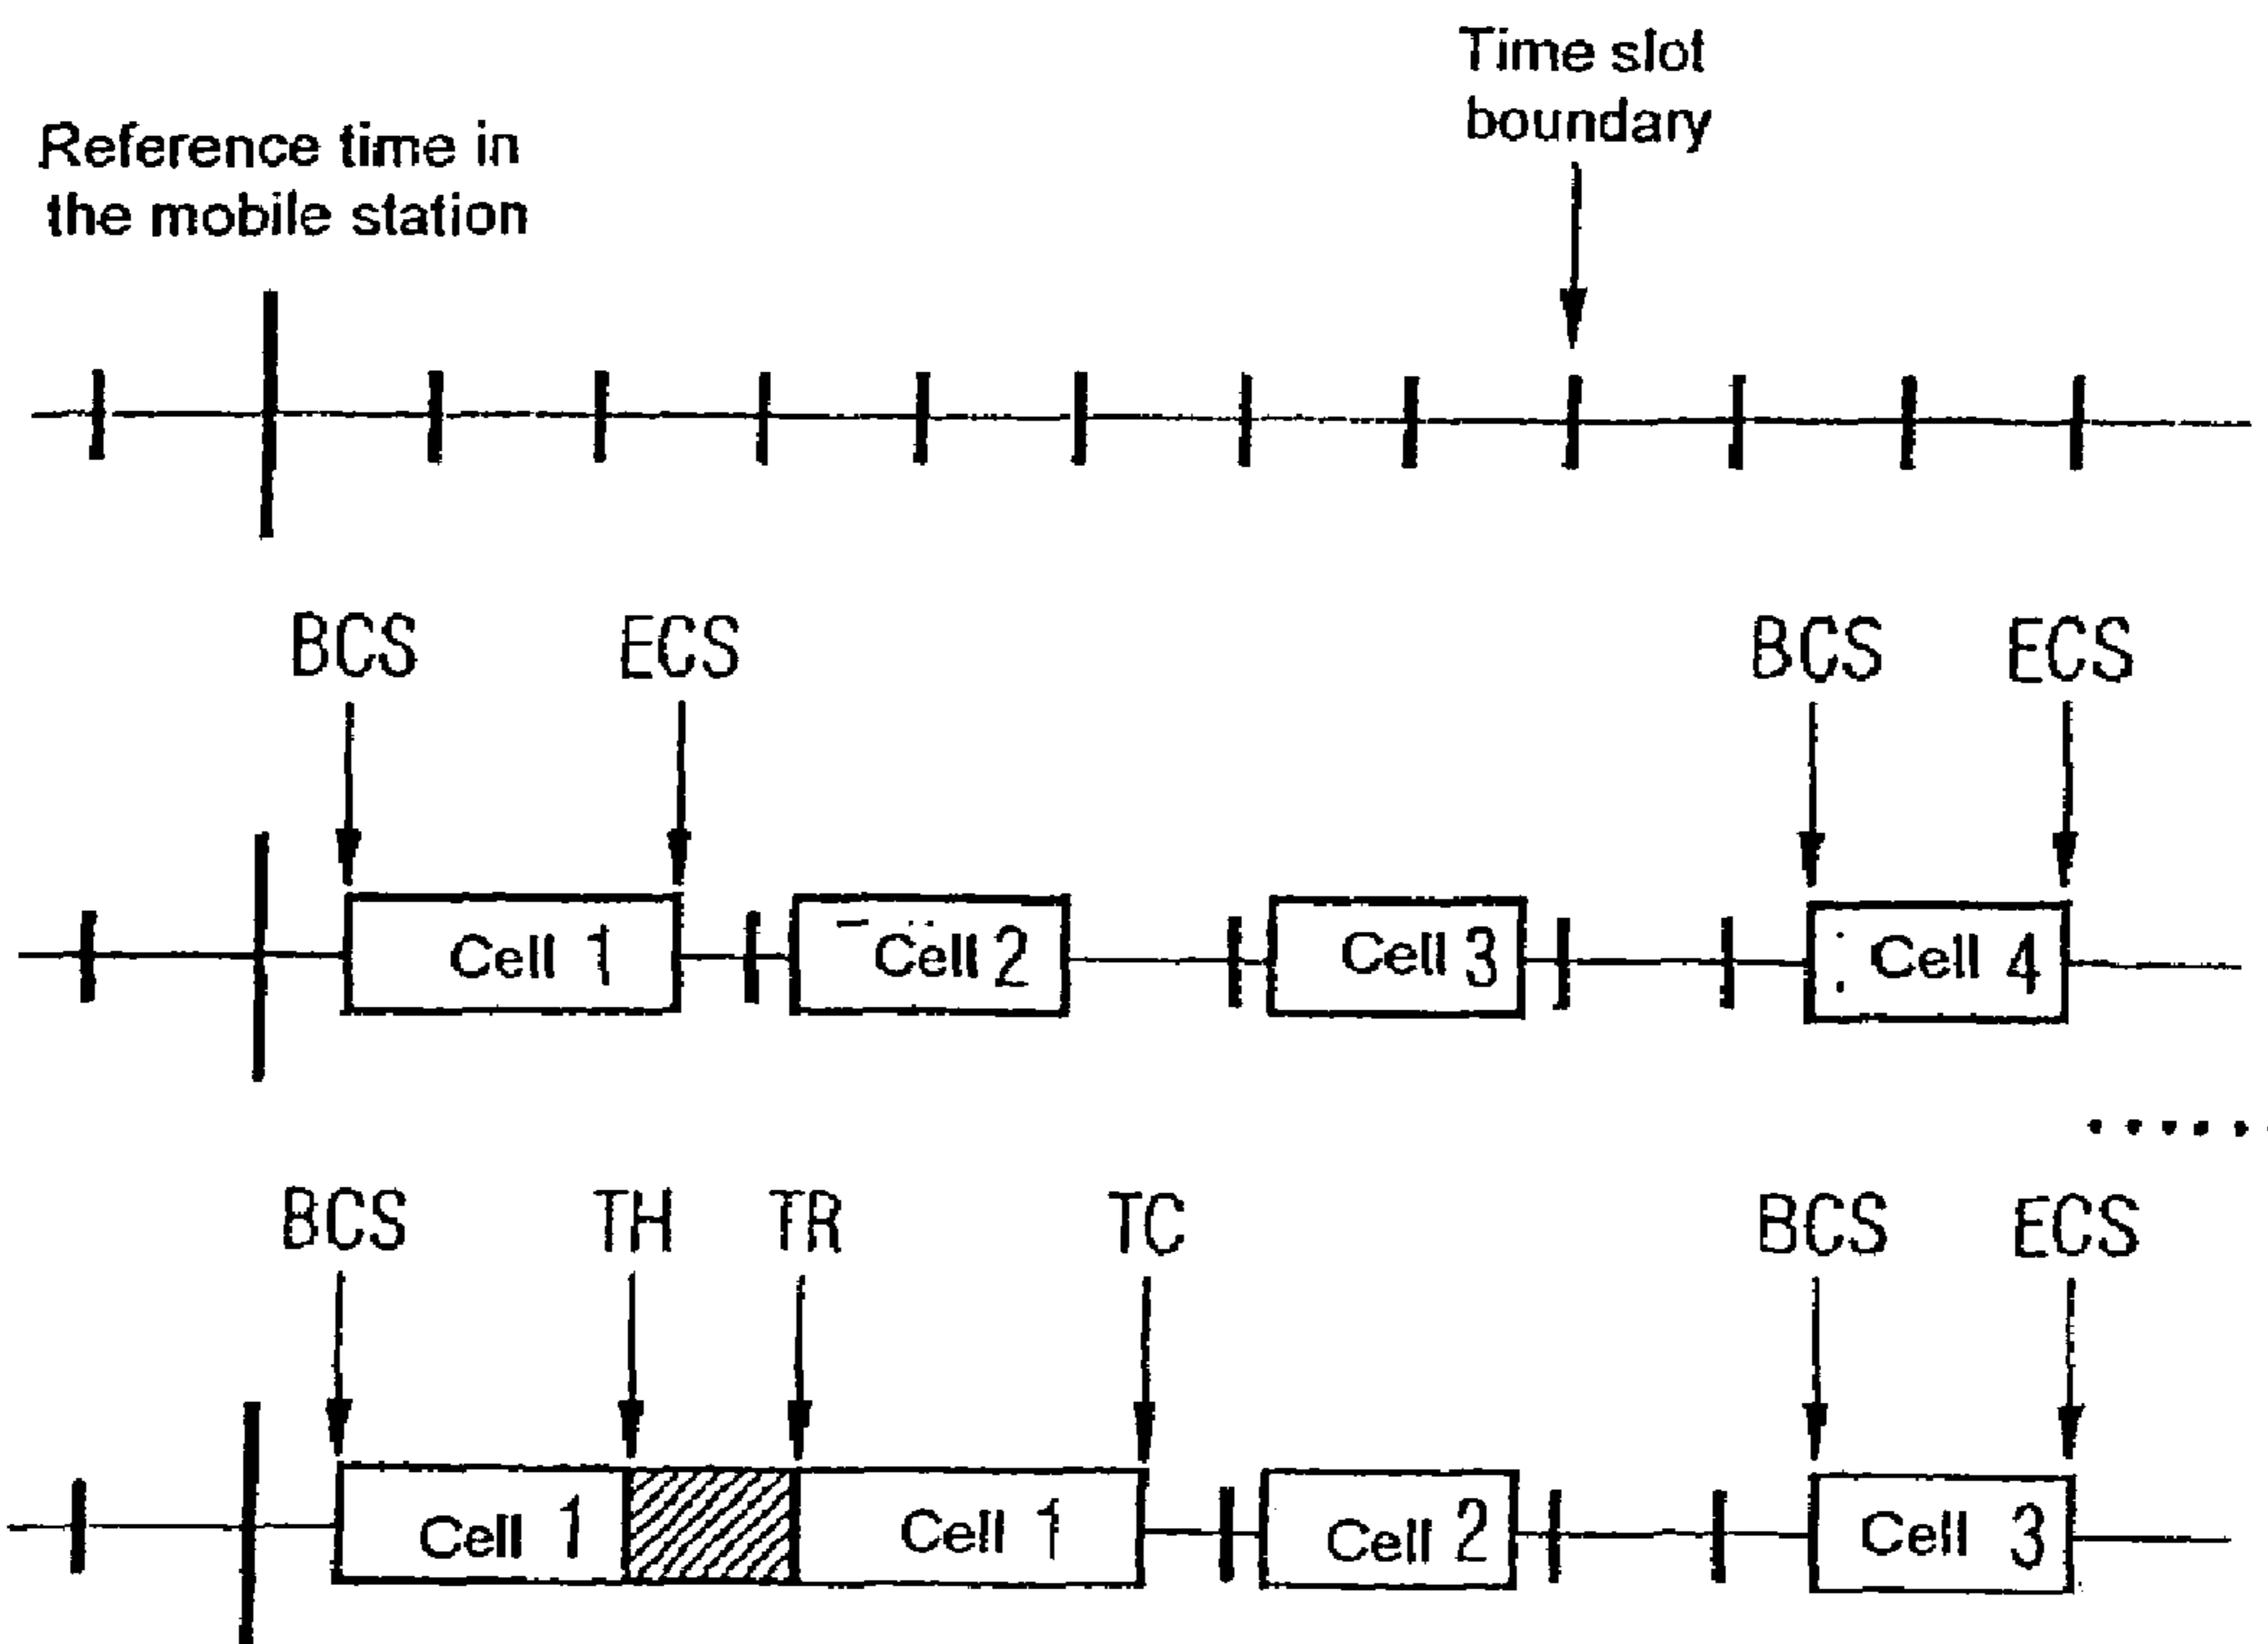 Time slot
boundary
Reference time in
the mobile station
BCS ECS BCS ECS
Cell 1 Cell 2 Cell 3 Cell 4
BCS TH TR TC BCS ECS
Cell 1 Cell 1 Cell 2 Cell 3